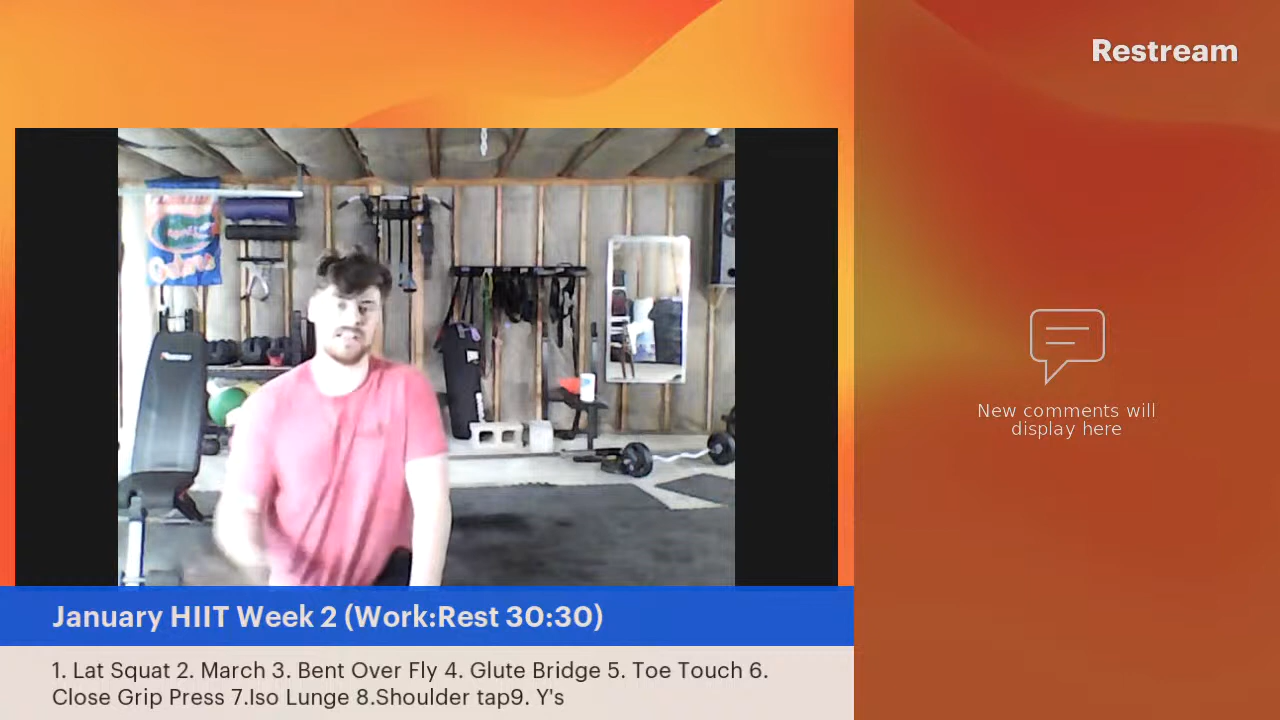 Restream
Gators
New comments will
display here
January HIIT Week 2 (Work:Rest 30:30)
1. Lat Squat 2. March 3. Bent Over Fly 4. Glute Bridge 5. Toe Touch 6.
Close Grip Press 7.Iso Lunge 8.Shoulder tap9. Y's